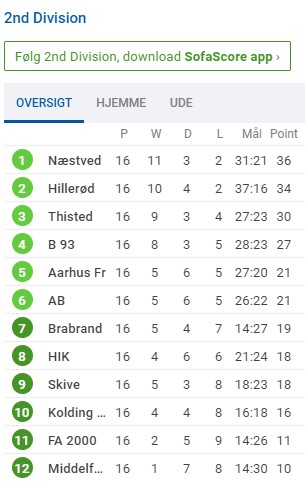 2nd Division
Følg 2nd Division, download SofaScore app ›
OVERSIGT HJEMME UDE
P W D L Mål Point
1 Næstved 16 11 3 2 31:21 36
2 Hillerød 16 10 4 2 37:16 34
3 Thisted 16 9 3 4 27:23 30
4 B 93 16 8 3 5 28:23 27
5 Aarhus Fr 16 5 6 5 27:20 21
6 AB 16 5 6 5 26:22 21
7 Brabrand 16 5 4 7 14:27 19
8 HIK 16 4 6 6 21:24 18
9 Skive 16 5 3 8 18:23 18
10 Kolding ... 16 4 4 8 16:18 16
11 FA 2000 16 2 5 9 14:26 11
12 Middelf... 16 1 7 8 14:30 10